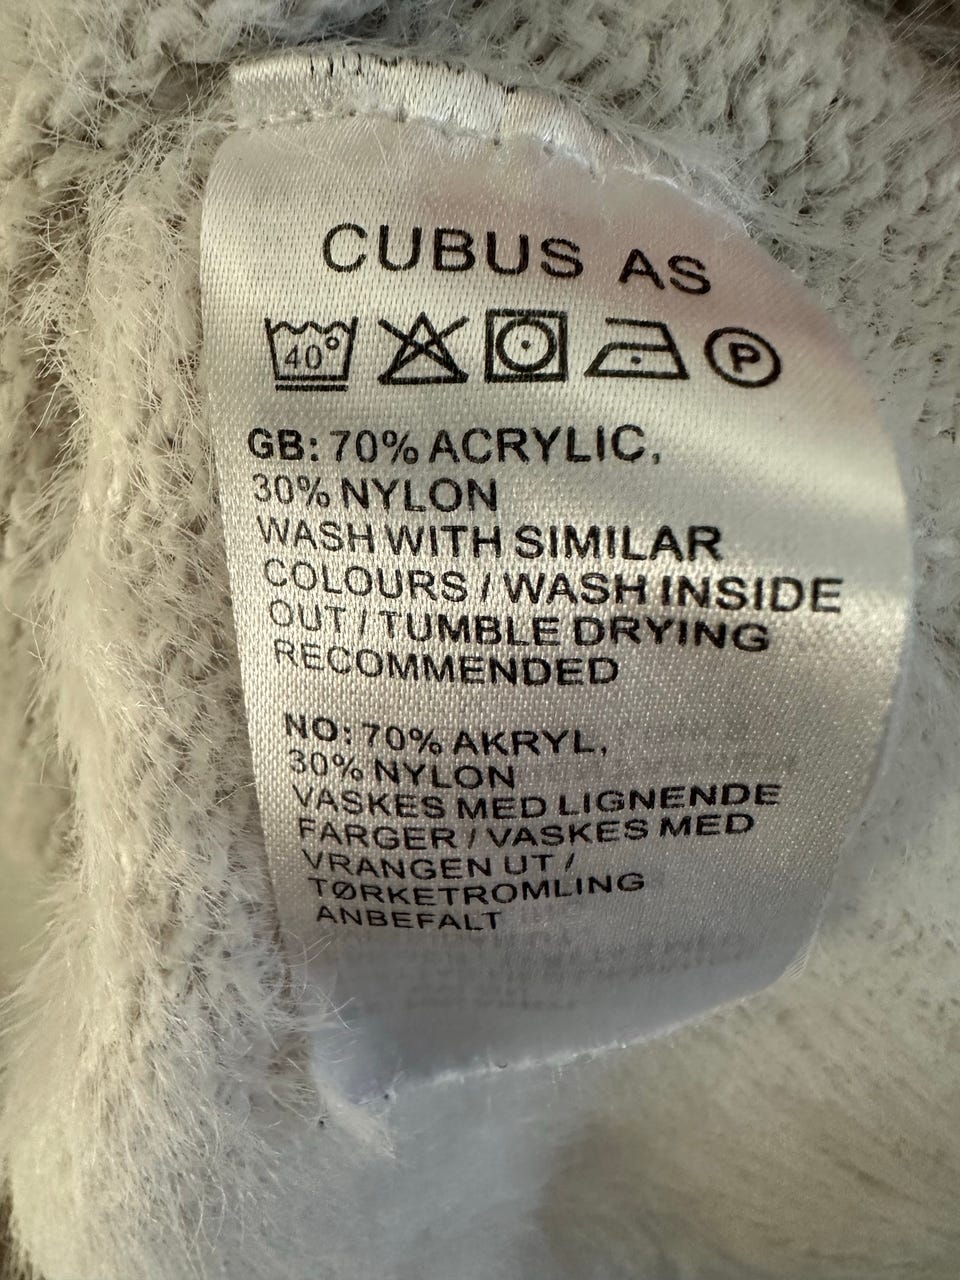 CUBUS AS
40°
P
GB: 70% ACRYLIC,
30% NYLON
WASH WITH SIMILAR
COLOURS / WASH INSIDE
OUT / TUMBLE DRYING
RECOMMENDED
NO: 70% AKRYL,
30% NYLON
VASKES MED LIGNENDE
FARGER / VASKES MED
VRANGEN UT /
TØRKETROMLING
ANBEFALT